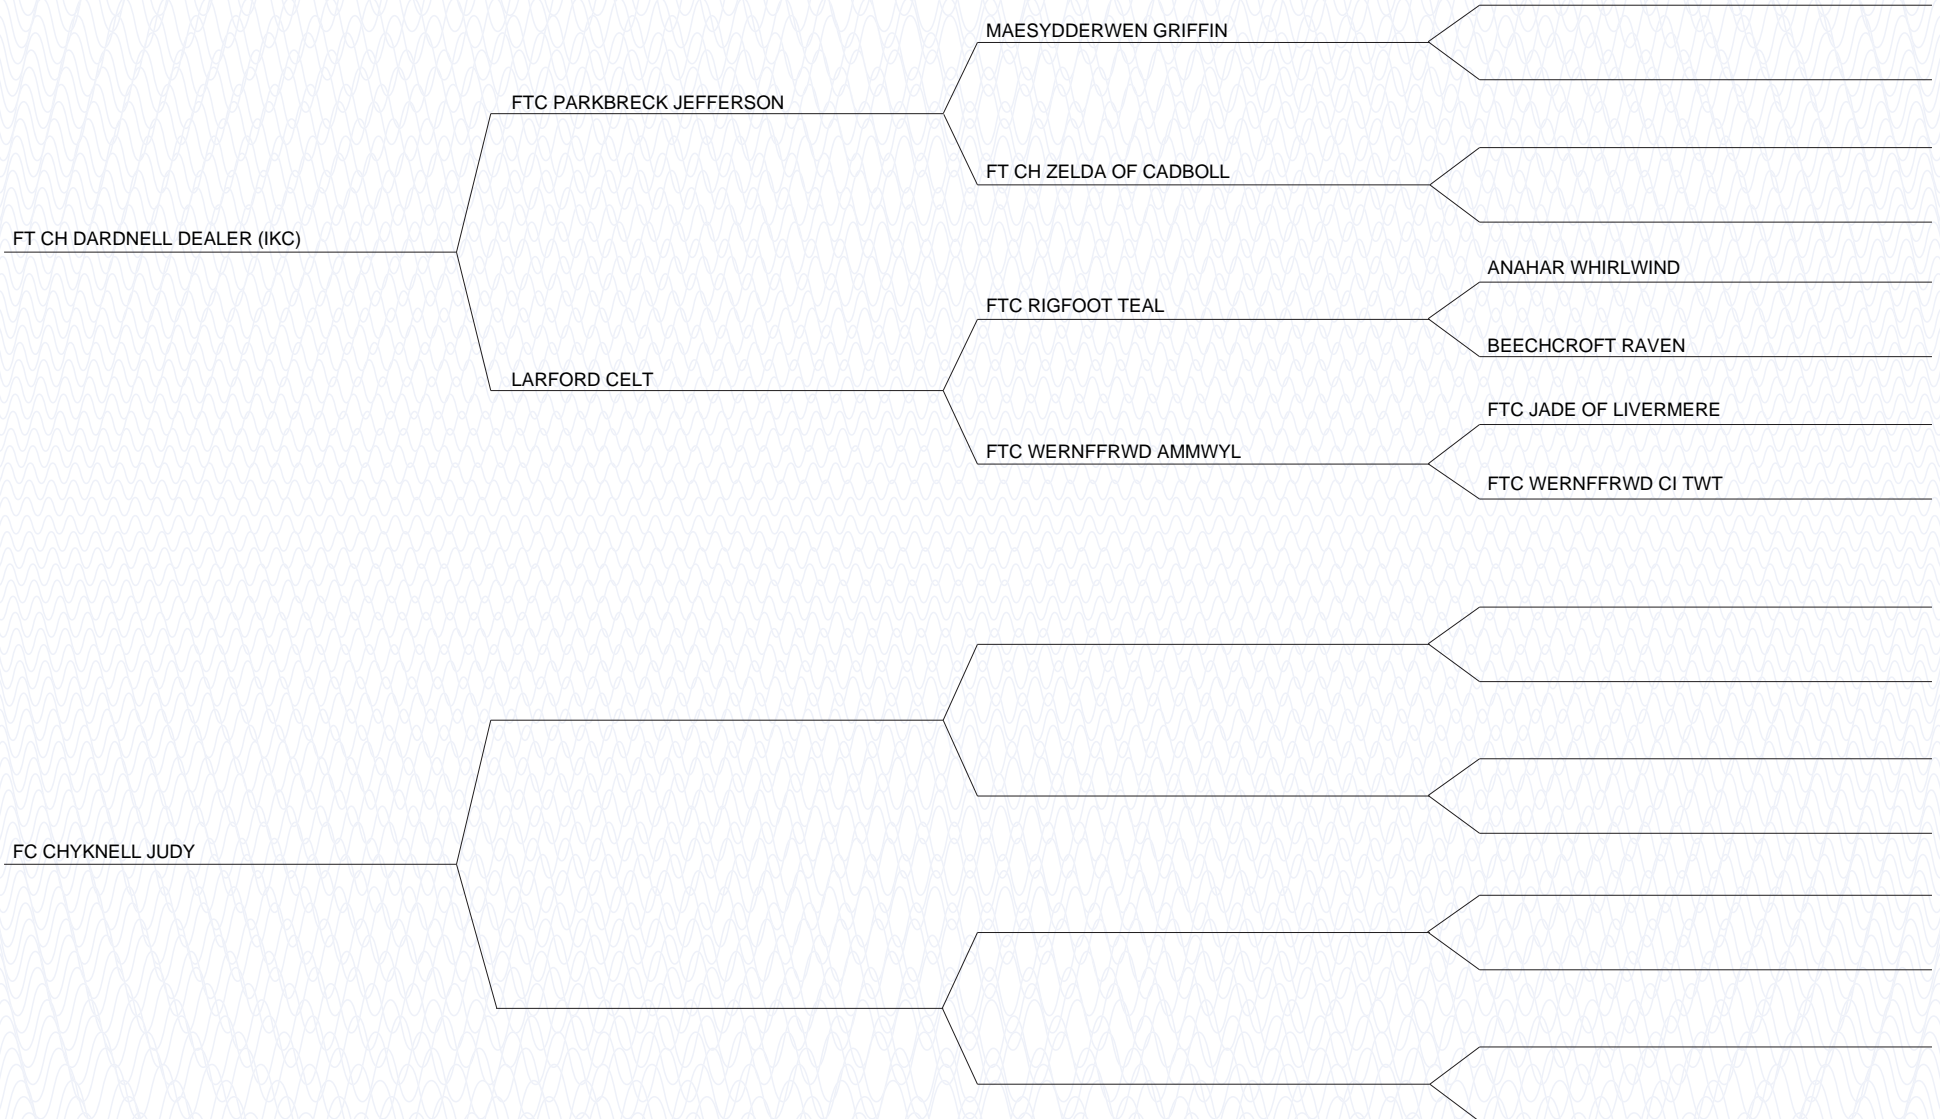 MAESYDDERWEN GRIFFIN
FTC PARKBRECK JEFFERSON
FT CH ZELDA OF CADBOLL
FT CH DARDNELL DEALER (IKC)
ANAHAR WHIRLWIND
FTC RIGFOOT TEAL
BEECHCROFT RAVEN
LARFORD CELT
FTC JADE OF LIVERMERE
FTC WERNFFRWD AMMWYL
FTC WERNFFRWD CI TWT
FC CHYKNELL JUDY